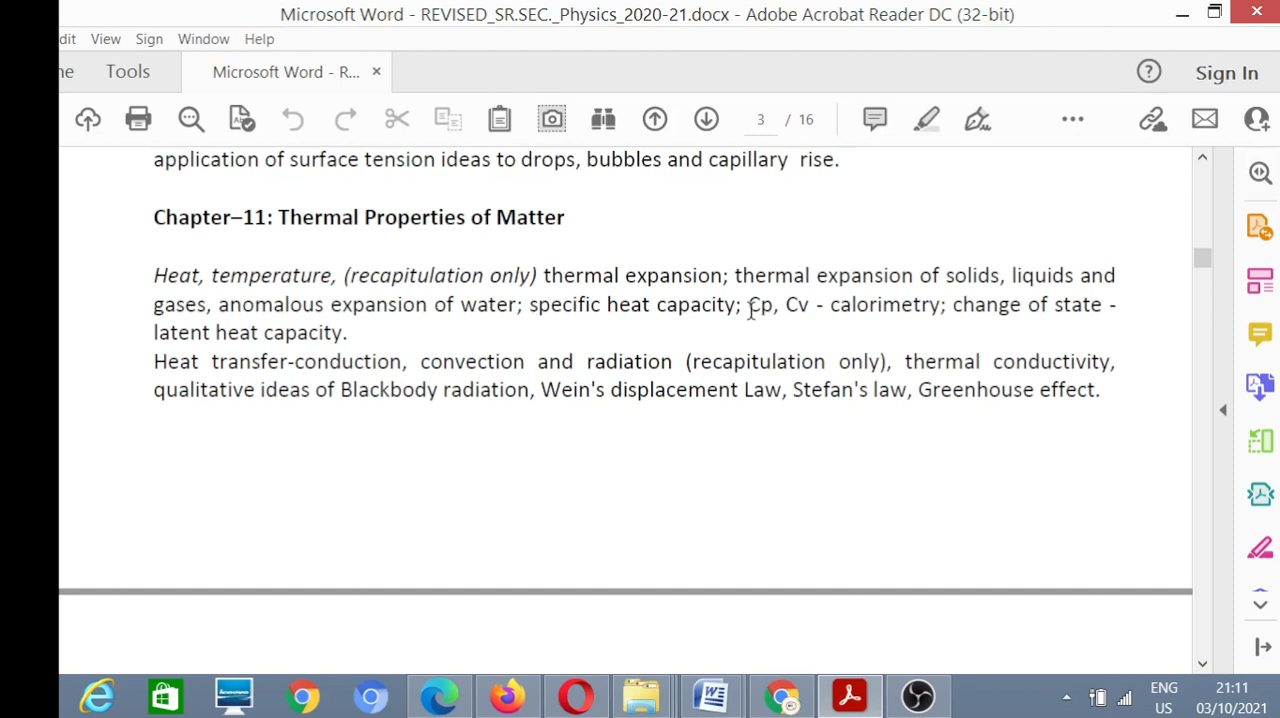 Microsoft Word - REVISED_SR.SEC._Physics_2020-21.docx - Adobe Acrobat Reader DC (32-bit)
dit View Sign Window Help
me Tools Microsoft Word - R... × Sign In
3 / 16
application of surface tension ideas to drops, bubbles and capillary rise.
Chapter–11: Thermal Properties of Matter
Heat, temperature, (recapitulation only) thermal expansion; thermal expansion of solids, liquids and
gases, anomalous expansion of water; specific heat capacity; Cp, Cv - calorimetry; change of state -
latent heat capacity.
Heat transfer-conduction, convection and radiation (recapitulation only), thermal conductivity,
qualitative ideas of Blackbody radiation, Wein's displacement Law, Stefan's law, Greenhouse effect.
ENG 21:11
US 03/10/2021